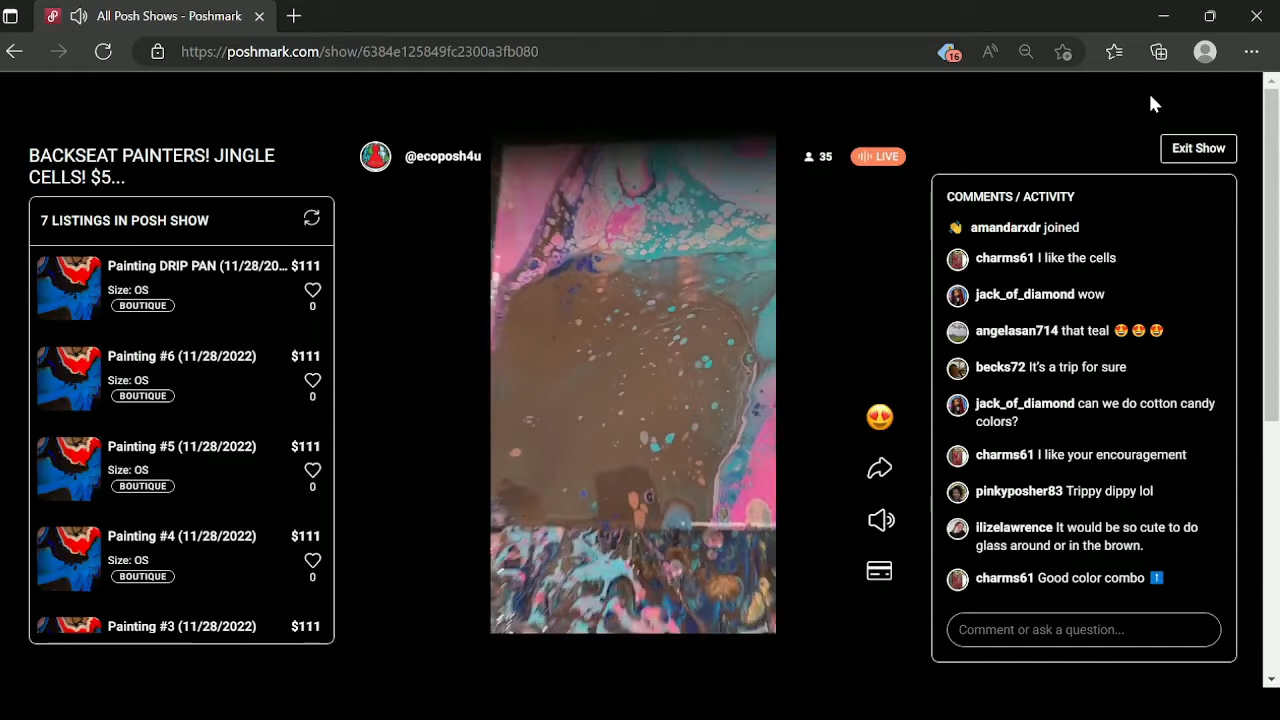 All Posh Shows - Poshmark
https://poshmark.com/show/6384e125849fc2300a3fb080
16
BACKSEAT PAINTERS! JINGLE
CELLS! $5...
@ecoposh4u
35
LIVE
Exit Show
7 LISTINGS IN POSH SHOW
Painting DRIP PAN (11/28/20... $111
Size: OS
BOUTIQUE
0
Painting #6 (11/28/2022) $111
Size: OS
BOUTIQUE
0
Painting #5 (11/28/2022) $111
Size: OS
BOUTIQUE
0
Painting #4 (11/28/2022) $111
Size: OS
BOUTIQUE
0
Painting #3 (11/28/2022) $111
COMMENTS / ACTIVITY
👋 amandarxdr joined
charms61 I like the cells
jack_of_diamond wow
angelasan714 that teal 😍😍😍
becks72 It's a trip for sure
jack_of_diamond can we do cotton candy
colors?
charms61 I like your encouragement
pinkyposher83 Trippy dippy lol
ilizelawrence It would be so cute to do
glass around or in the brown.
charms61 Good color combo ⬆️
Comment or ask a question...